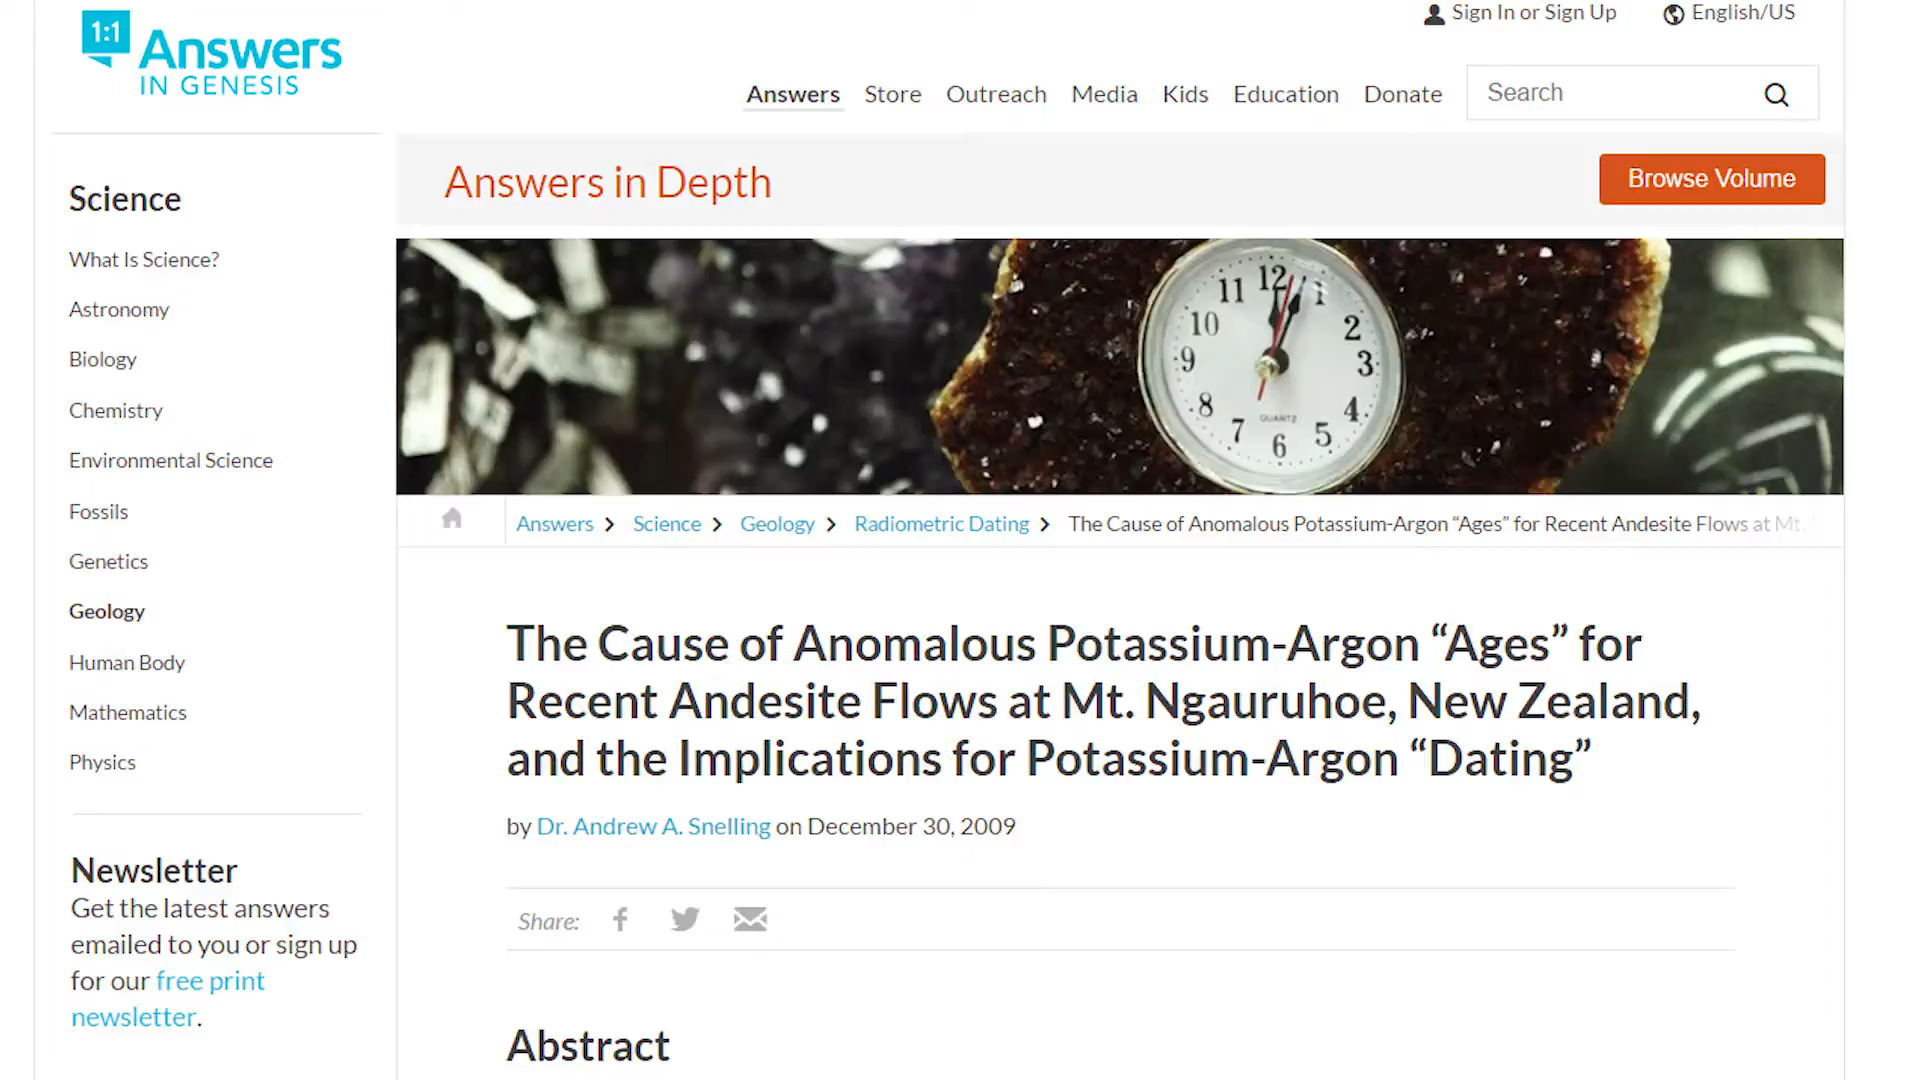 1:1
Answers
IN GENESIS
Sign In or Sign Up
English/US
Answers
Store
Outreach
Media
Kids
Education
Donate
Search
Answers in Depth
Browse Volume
Science
What Is Science?
Astronomy
Biology
Chemistry
Environmental Science
Fossils
Genetics
Geology
Human Body
Mathematics
Physics
Newsletter
Get the latest answers
emailed to you or sign up
for our free print
newsletter.
12
1
2
3
4
5
6
7
8
9
10
11
QUARTZ
Answers > Science > Geology > Radiometric Dating > The Cause of Anomalous Potassium-Argon “Ages” for Recent Andesite Flows at Mt.
The Cause of Anomalous Potassium-Argon “Ages” for
Recent Andesite Flows at Mt. Ngauruhoe, New Zealand,
and the Implications for Potassium-Argon “Dating”
by Dr. Andrew A. Snelling on December 30, 2009
Share:
Abstract